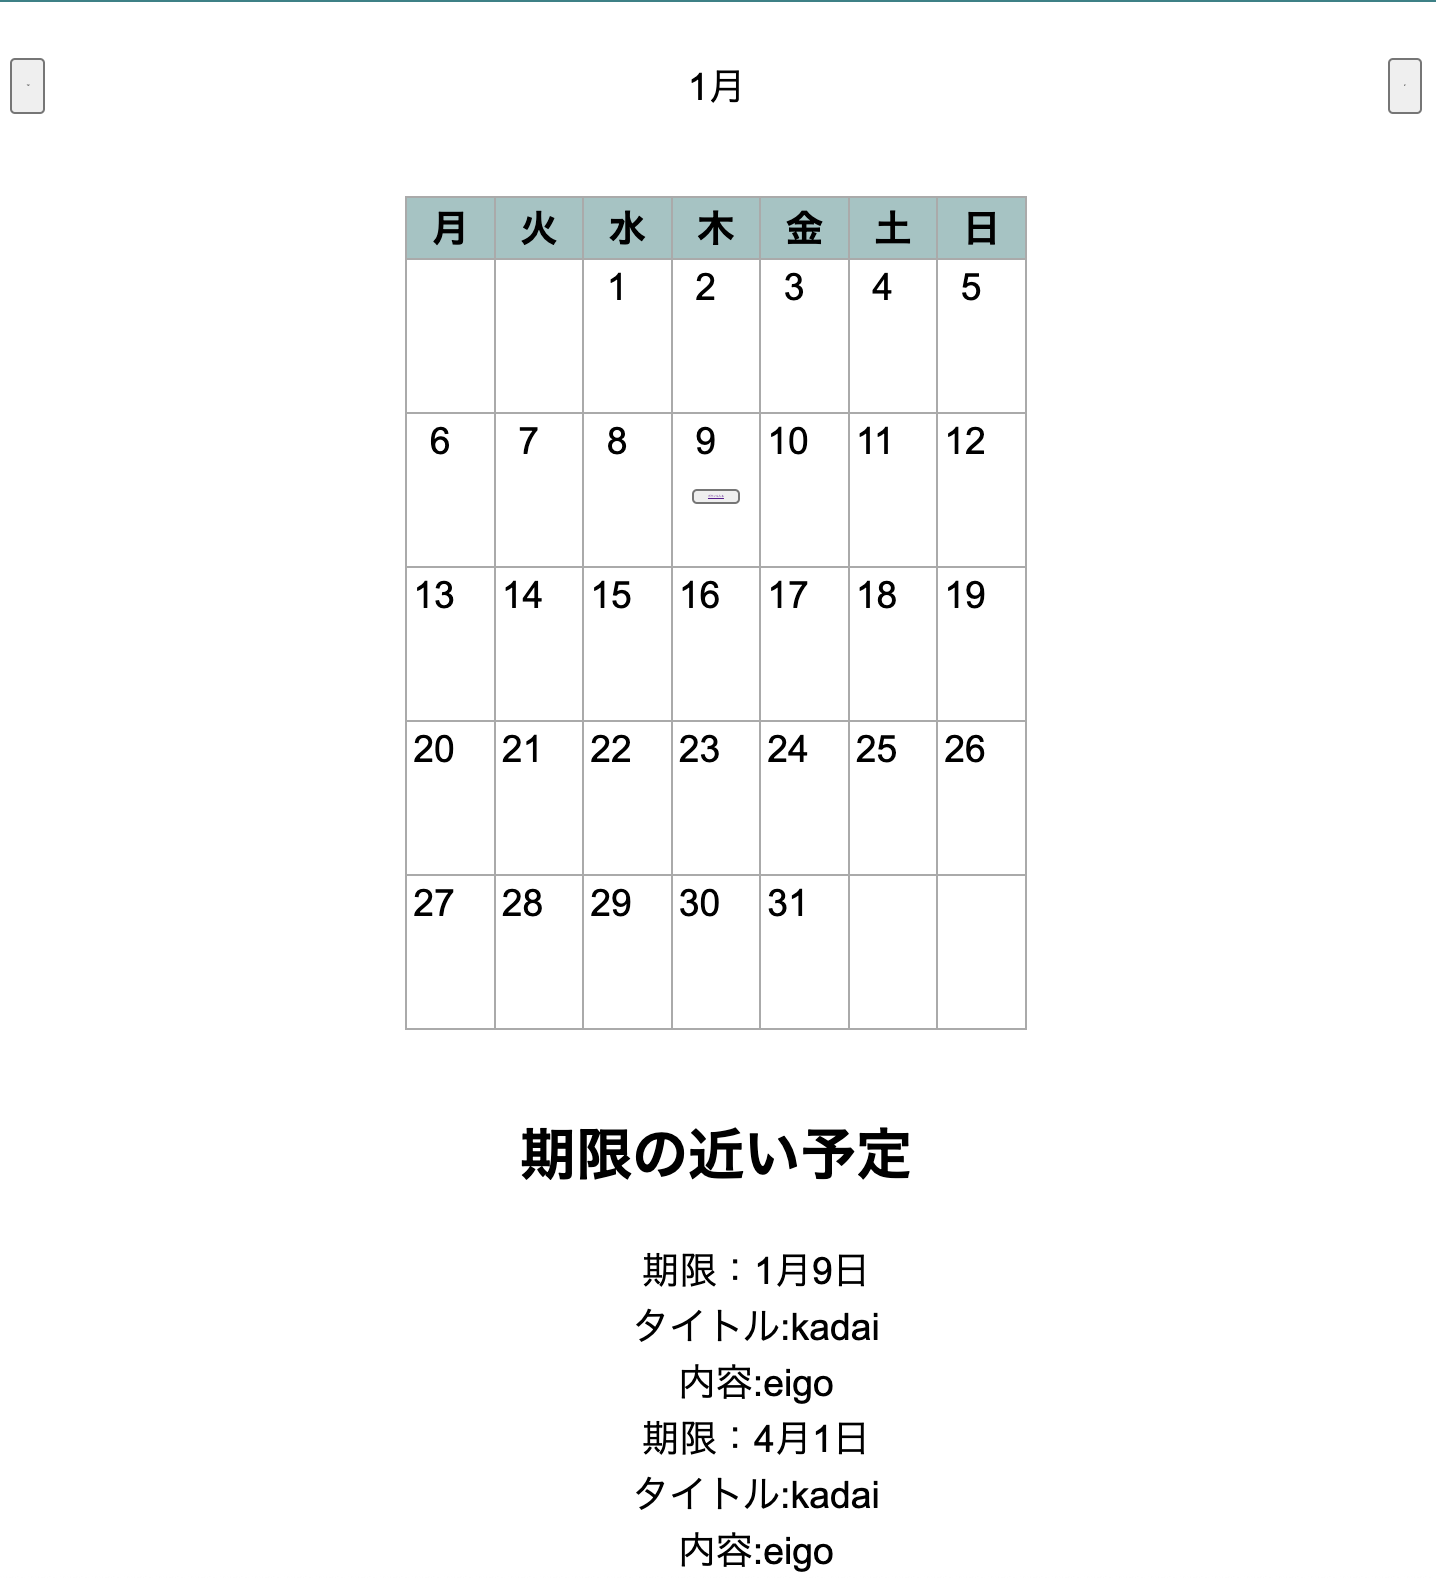 1月
月 火 水 木 金 土 日
1 2 3 4 5
6 7 8 9 10 11 12
13 14 15 16 17 18 19
20 21 22 23 24 25 26
27 28 29 30 31
期限の近い予定
期限：1月9日
タイトル:kadai
内容:eigo
期限：4月1日
タイトル:kadai
内容:eigo